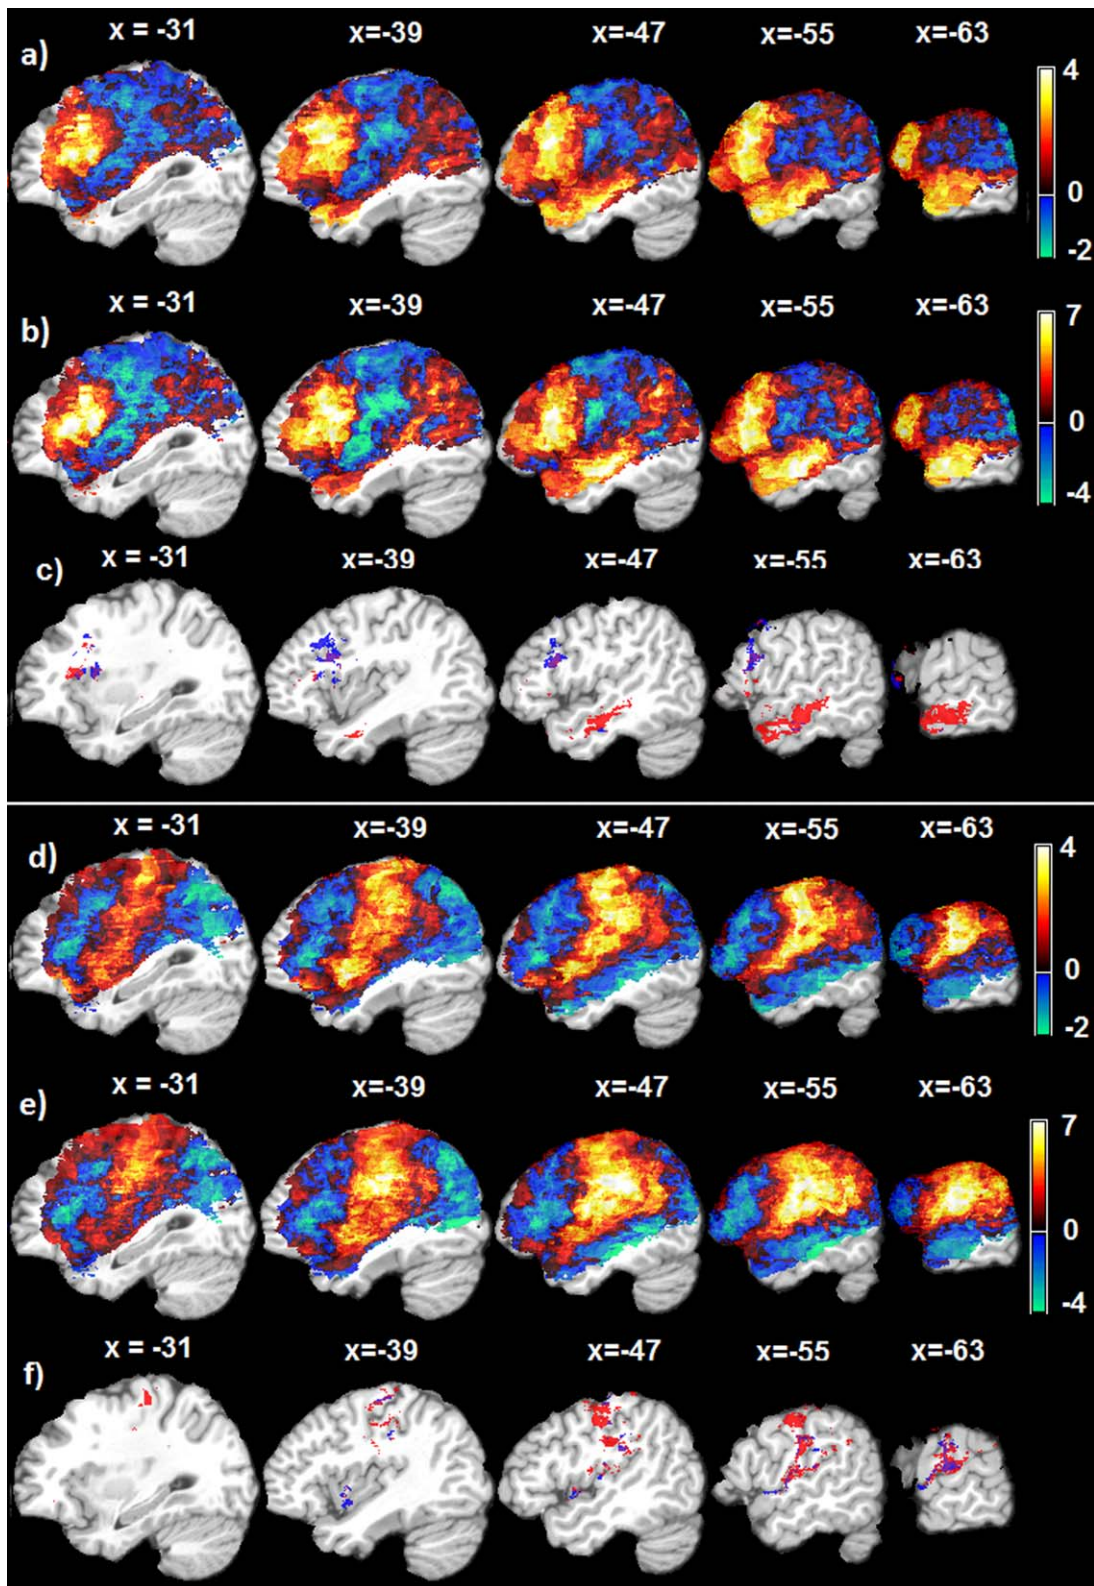 x = -31 x=-39 x=-47 x=-55 x=-63
a)
4
0
-2
x = -31 x=-39 x=-47 x=-55 x=-63
b)
7
0
-4
x = -31 x=-39 x=-47 x=-55 x=-63
c)
x = -31 x=-39 x=-47 x=-55 x=-63
d)
4
0
-2
x = -31 x=-39 x=-47 x=-55 x=-63
e)
7
0
-4
x = -31 x=-39 x=-47 x=-55 x=-63
f)